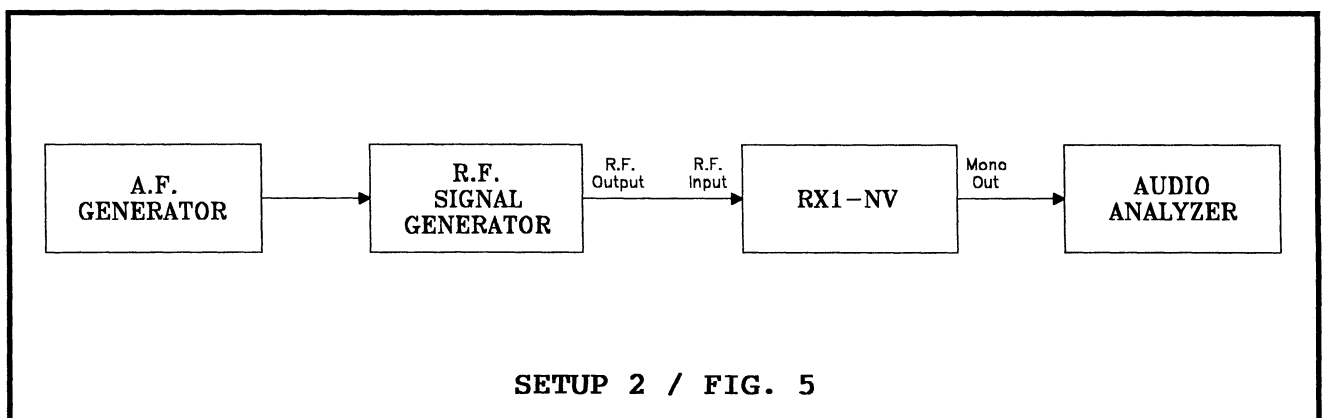 A.F.
GENERATOR
R.F.
SIGNAL
GENERATOR
R.F.
Output
R.F.
Input
RX1-NV
Mono
Out
AUDIO
ANALYZER
SETUP 2 / FIG. 5